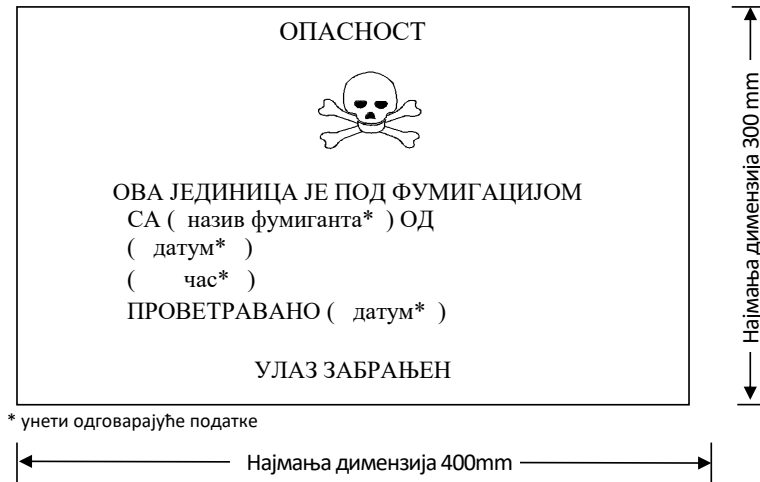 ОПАСНОСТ
ОВА ЈЕДИНИЦА ЈЕ ПОД ФУМИГАЦИЈОМ
СА ( назив фумиганта* ) ОД
( датум* )
( час* )
ПРОВЕТРАВАНО ( датум* )
УЛАЗ ЗАБРАЊЕН
Најмања димензија 300 mm
* унети одговарајуће податке
Најмања димензија 400mm